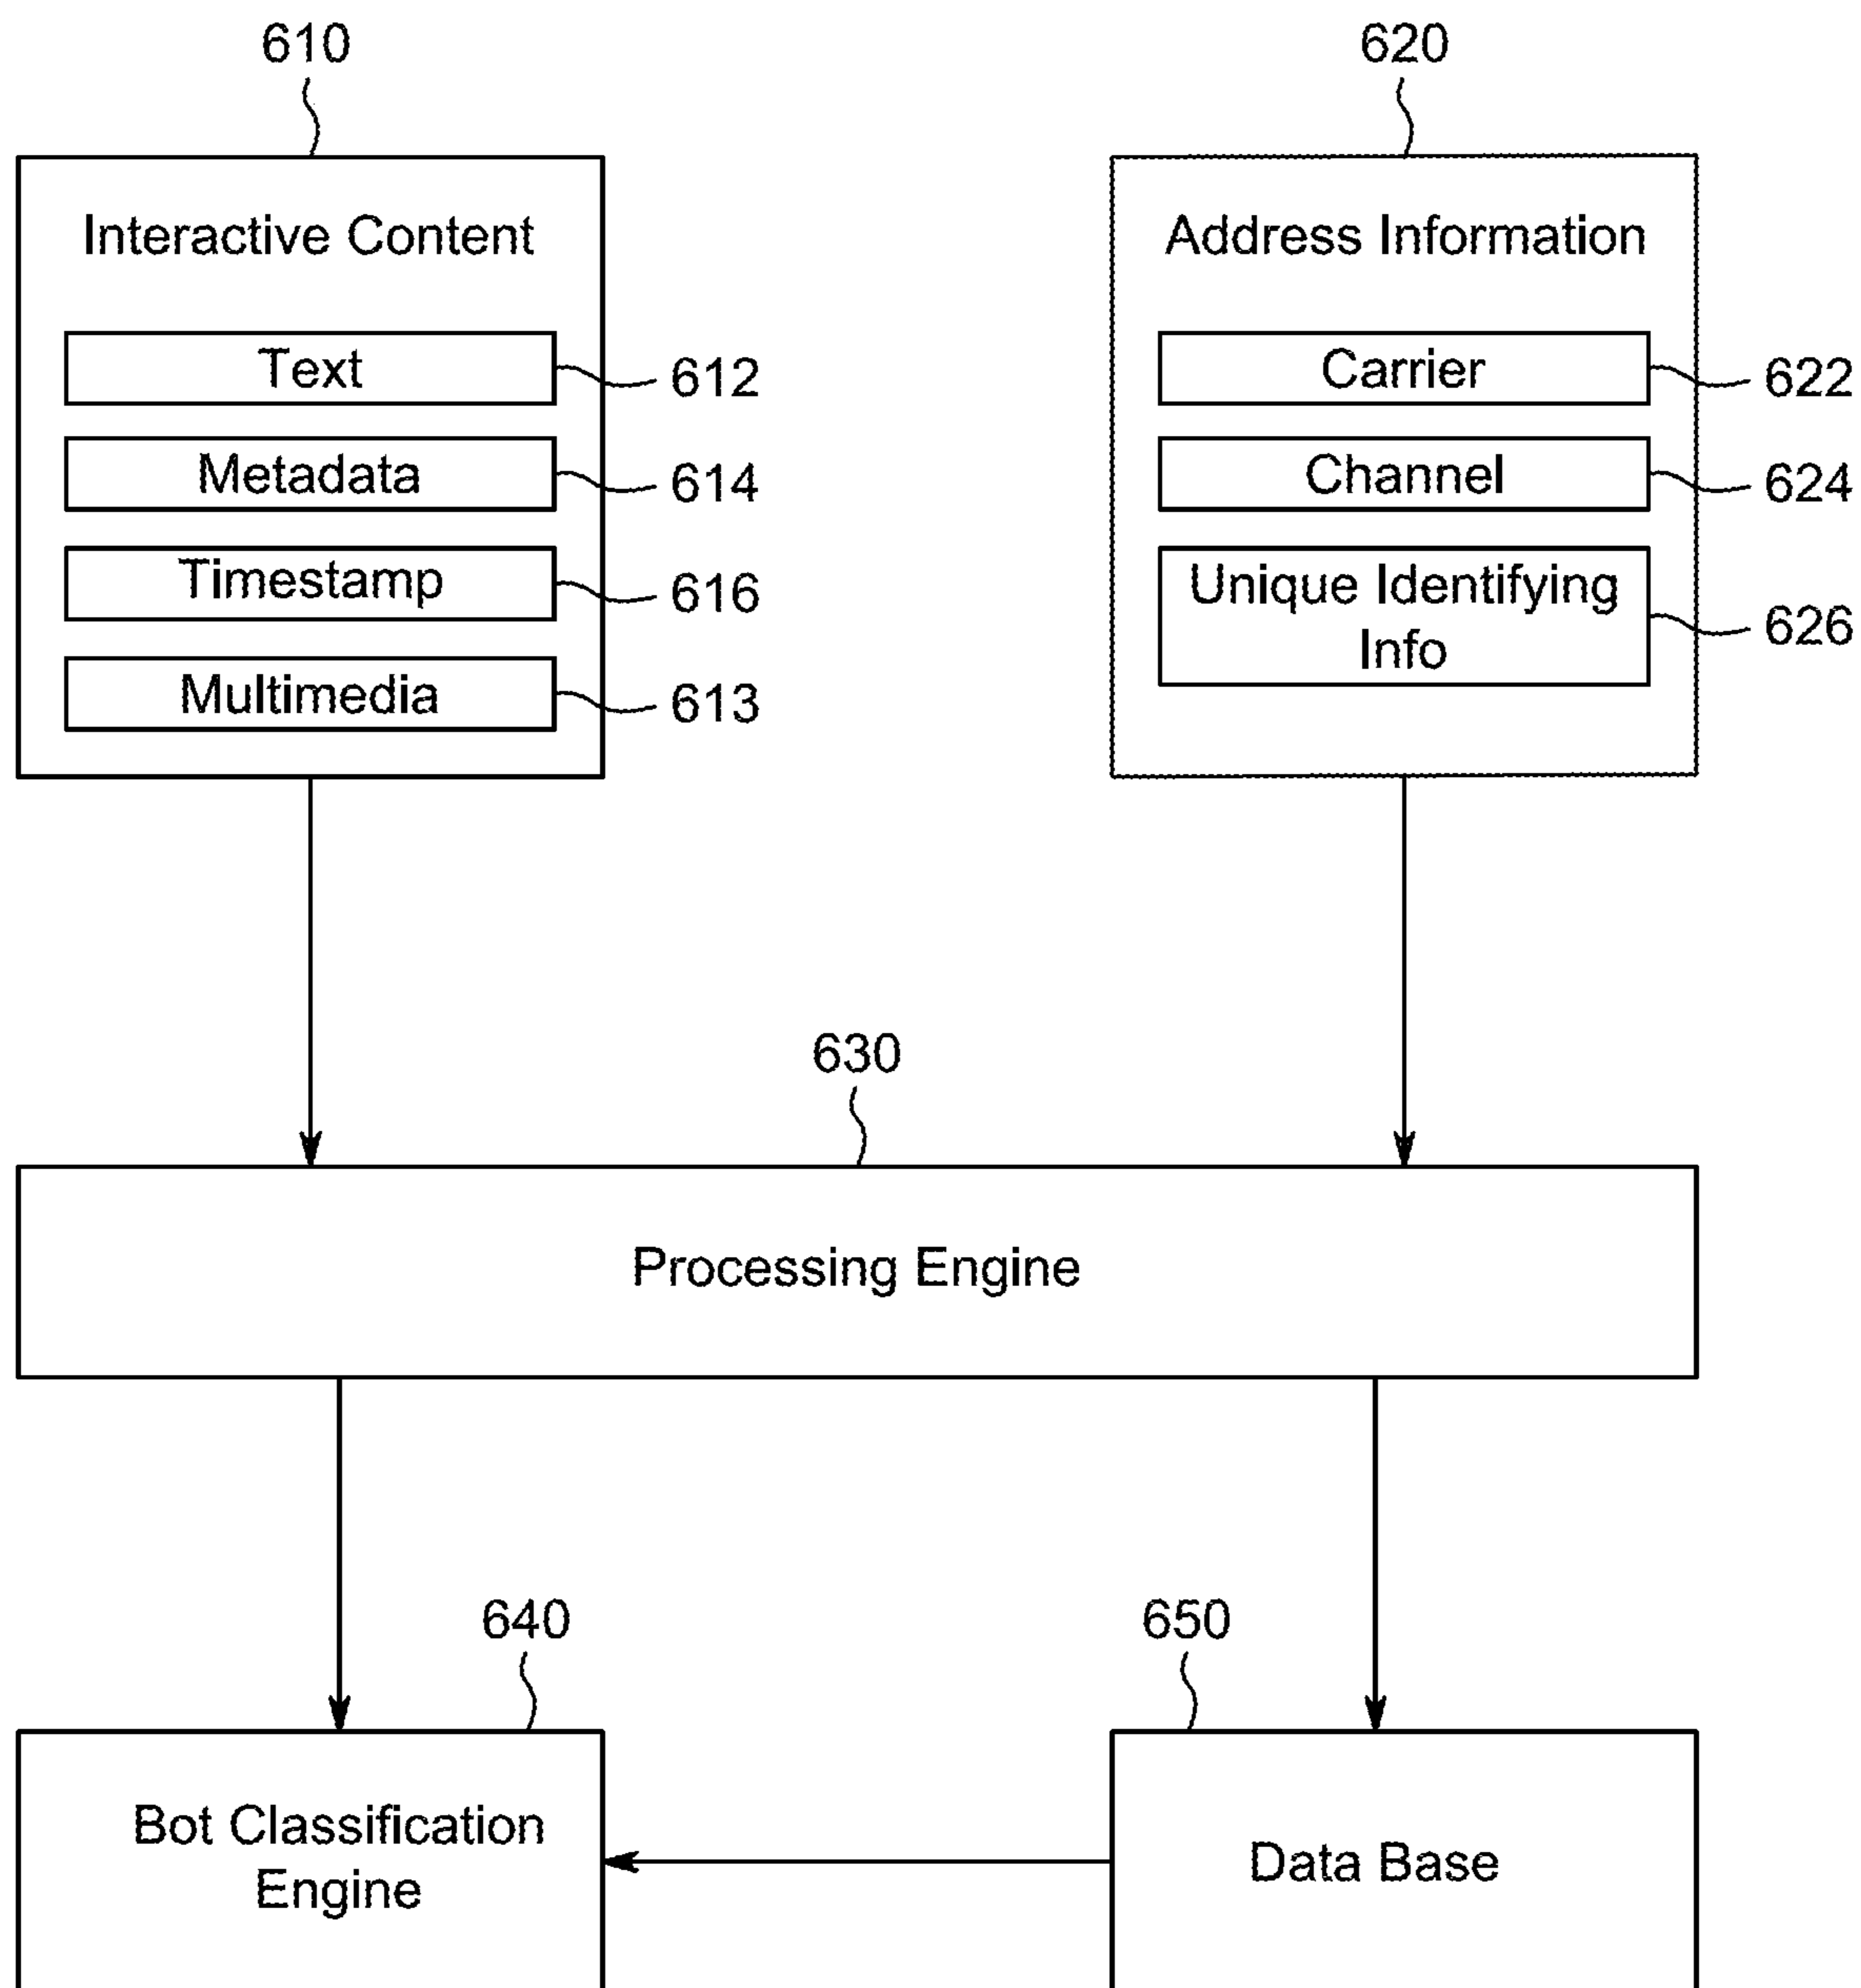 610
620
Interactive Content
Address Information
Text
612
Carrier
622
Metadata
614
Channel
624
Timestamp
616
Unique Identifying
Info
626
Multimedia
613
630
Processing Engine
640
650
Bot Classification
Engine
Data Base